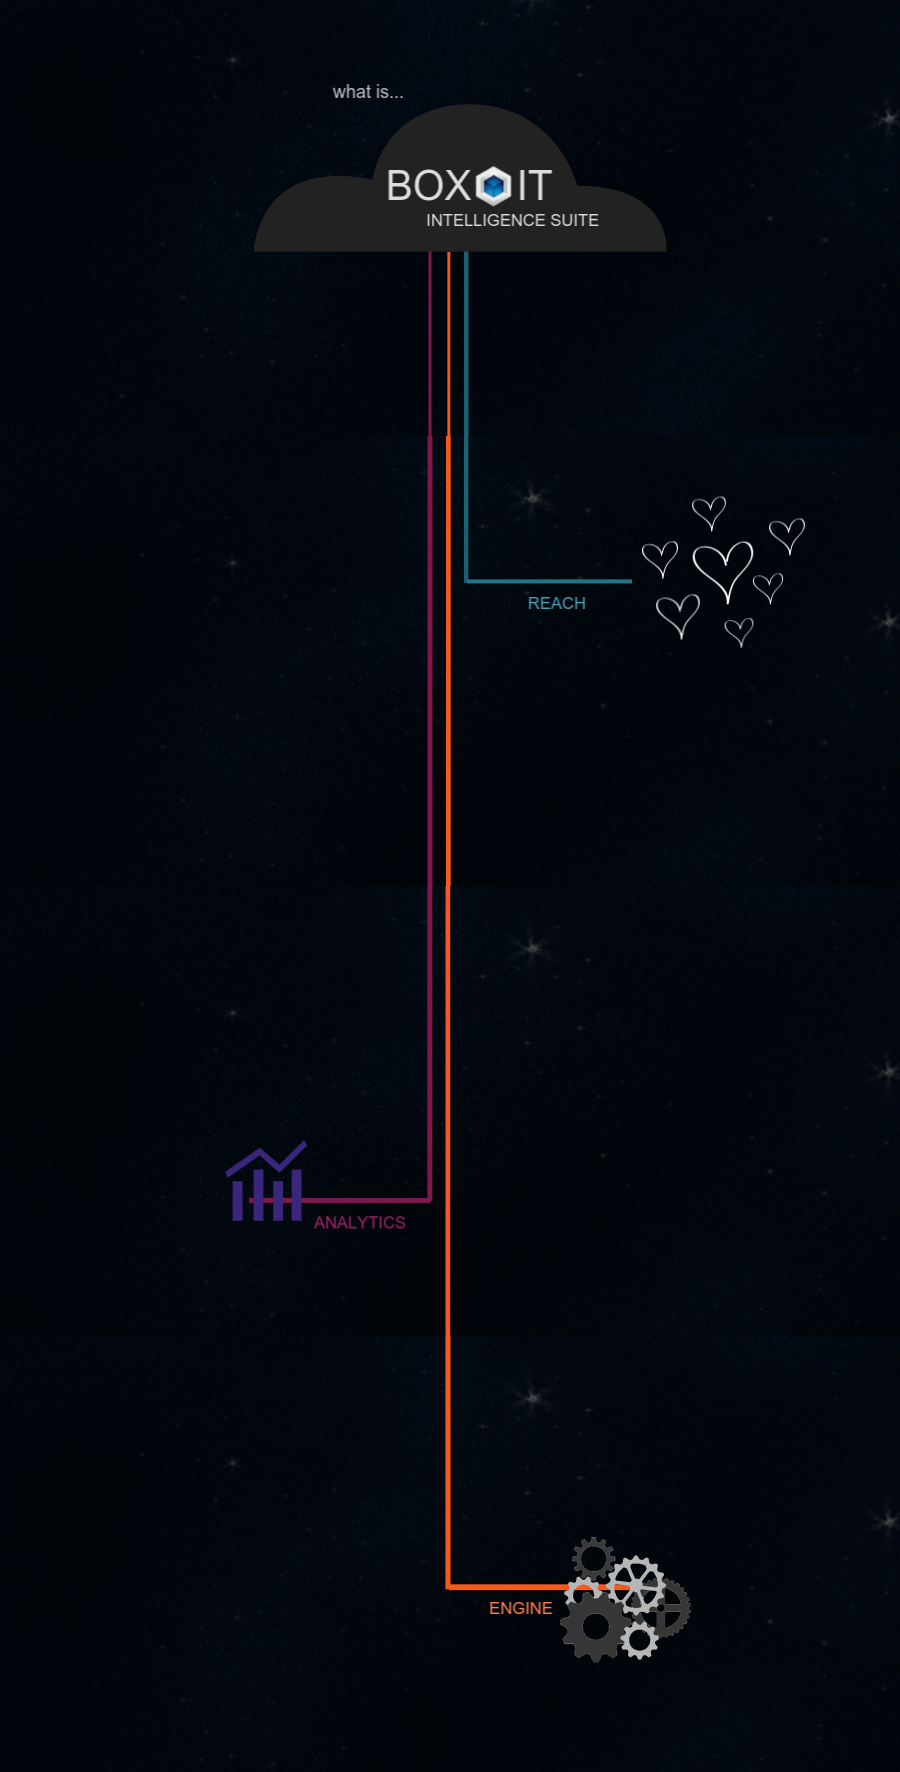 what is...
BOX IT
INTELLIGENCE SUITE
REACH
ANALYTICS
ENGINE